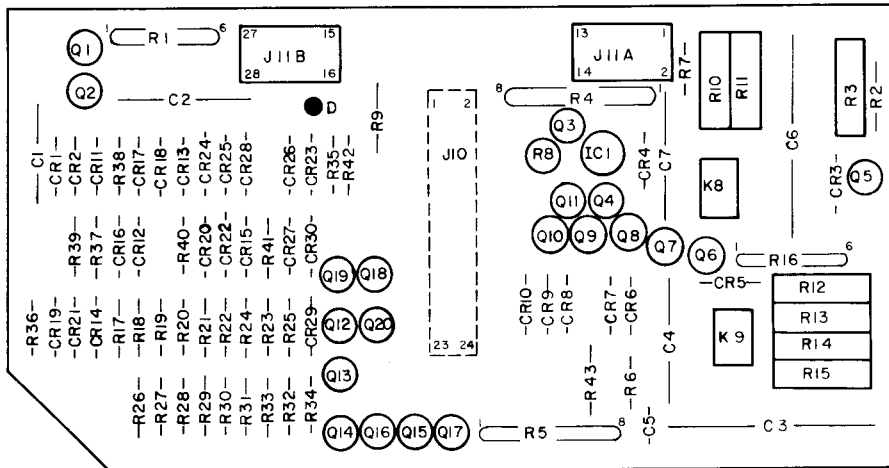 1 R1 6
Q1
Q2
27 15
J11B
28 16
C2
D
R9
13 1
J11A
14 2
R7
R10
R11
C6
R3
R2
8 R4 1
1 2
J10
23 24
Q3
R8
IC1
CR4
C7
K8
CR3
Q5
C1
CR1
CR2
CR11
R38
CR17
CR18
CR13
CR24
CR25
CR28
CR26
CR23
R35
R42
Q11
Q4
Q10
Q9
Q8
Q7
Q6
1 R16 6
R39
R37
CR16
CR12
R40
CR20
CR22
CR15
R41
CR27
CR30
Q19
Q18
CR10
CR9
CR8
CR7
CR6
CR5
R12
R13
R14
R15
R36
CR19
CR21
CR14
R17
R18
R19
R20
R21
R22
R24
R23
R25
CR29
Q12
Q20
C4
K9
Q13
R43
R6
R26
R27
R28
R29
R30
R31
R33
R32
R34
Q14
Q16
Q15
Q17
1 R5 8
C5
C3